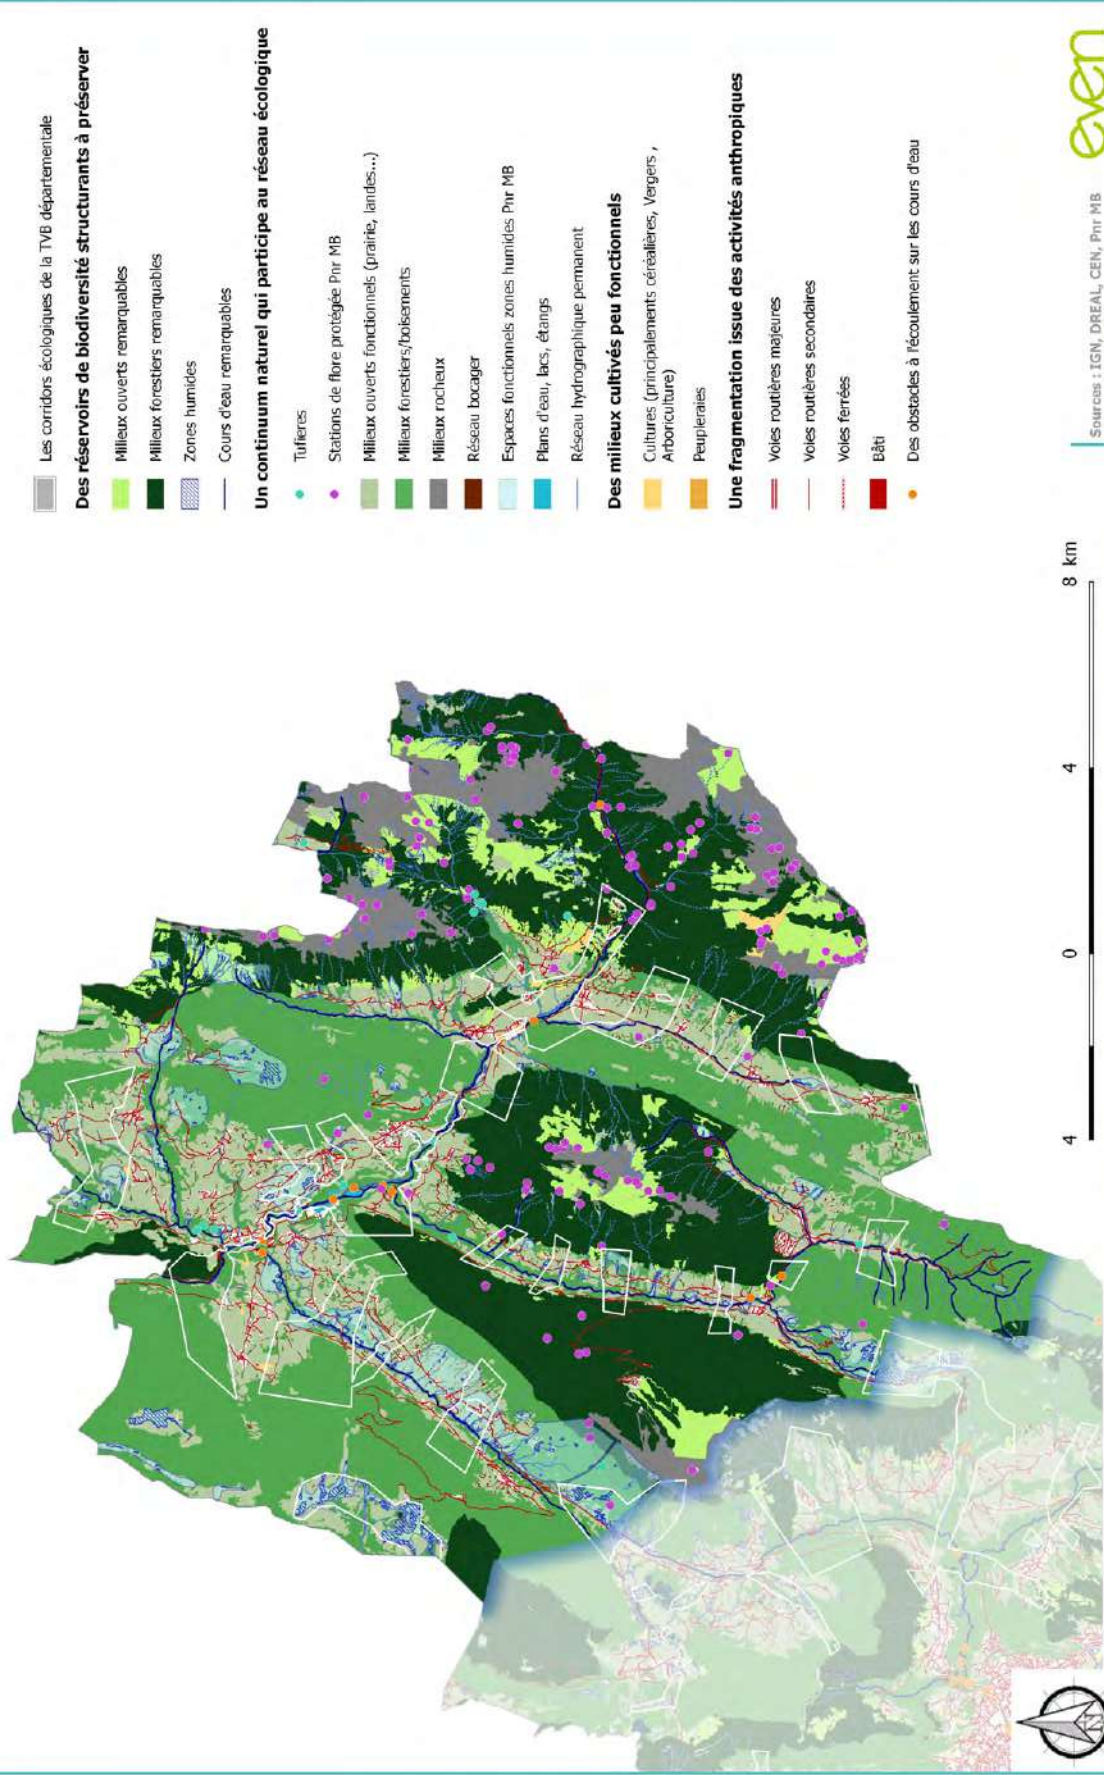 Les corridors écologiques de la TVB départementale
Des réservoirs de biodiversité structurants à préserver
Milieux ouverts remarquables
Milieux forestiers remarquables
Zones humides
Cours d'eau remarquables
Un continuum naturel qui participe au réseau écologique
Tufières
Stations de flore protégée Pnr MB
Milieux ouverts fonctionnels (prairie, landes...)
Milieux forestiers/boisements
Milieux rocheux
Réseau bocager
Espaces fonctionnels zones humides Pnr MB
Plans d'eau, lacs, étangs
Réseau hydrographique permanent
Des milieux cultivés peu fonctionnels
Cultures (principalements céréalières, Vergers ,
Arboriculture)
Peupleraies
Une fragmentation issue des activités anthropiques
Voies routières majeures
Voies routières secondaires
Voies ferrées
Bâti
Des obstacles à l'écoulement sur les cours d'eau
4 0 4 8 km
Sources : IGN, DREAL, CEN, Pnr MB
even
N